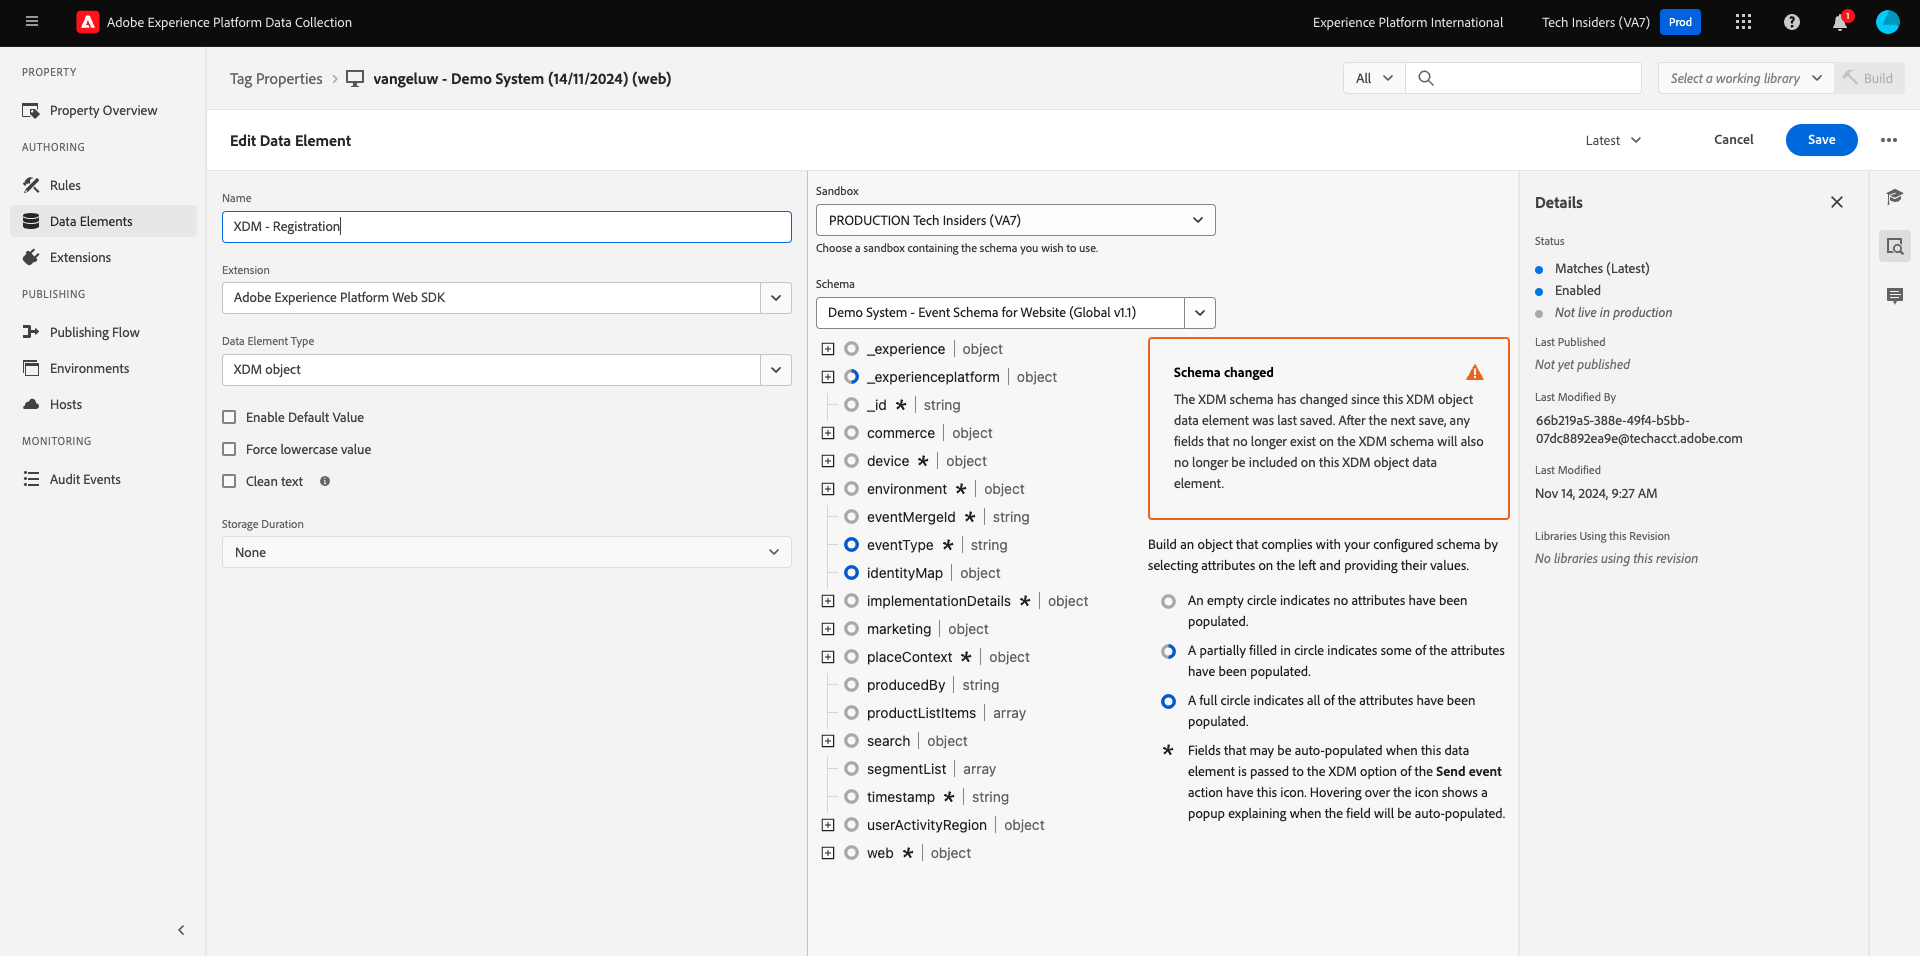 Adobe Experience Platform Data Collection
Experience Platform International
Tech Insiders (VA7)
Prod
1
PROPERTY
Property Overview
AUTHORING
Rules
Data Elements
Extensions
PUBLISHING
Publishing Flow
Environments
Hosts
MONITORING
Audit Events
Tag Properties
vangeluw - Demo System (14/11/2024) (web)
All
Select a working library
Build
Edit Data Element
Latest
Cancel
Save
Name
XDM - Registration
Extension
Adobe Experience Platform Web SDK
Data Element Type
XDM object
Enable Default Value
Force lowercase value
Clean text
Storage Duration
None
Sandbox
PRODUCTION Tech Insiders (VA7)
Choose a sandbox containing the schema you wish to use.
Schema
Demo System - Event Schema for Website (Global v1.1)
_experience | object
_experienceplatform | object
_id * | string
commerce | object
device * | object
environment * | object
eventMergeId * | string
eventType * | string
identityMap | object
implementationDetails * | object
marketing | object
placeContext * | object
producedBy | string
productListItems | array
search | object
segmentList | array
timestamp * | string
userActivityRegion | object
web * | object
Schema changed
The XDM schema has changed since this XDM object
data element was last saved. After the next save, any
fields that no longer exist on the XDM schema will also
no longer be included on this XDM object data
element.
Build an object that complies with your configured schema by
selecting attributes on the left and providing their values.
An empty circle indicates no attributes have been
populated.
A partially filled in circle indicates some of the attributes
have been populated.
A full circle indicates all of the attributes have been
populated.
* Fields that may be auto-populated when this data
element is passed to the XDM option of the Send event
action have this icon. Hovering over the icon shows a
popup explaining when the field will be auto-populated.
Details
Status
Matches (Latest)
Enabled
Not live in production
Last Published
Not yet published
Last Modified By
66b219a5-388e-49f4-b5bb-
07dc8892ea9e@techacct.adobe.com
Last Modified
Nov 14, 2024, 9:27 AM
Libraries Using this Revision
No libraries using this revision